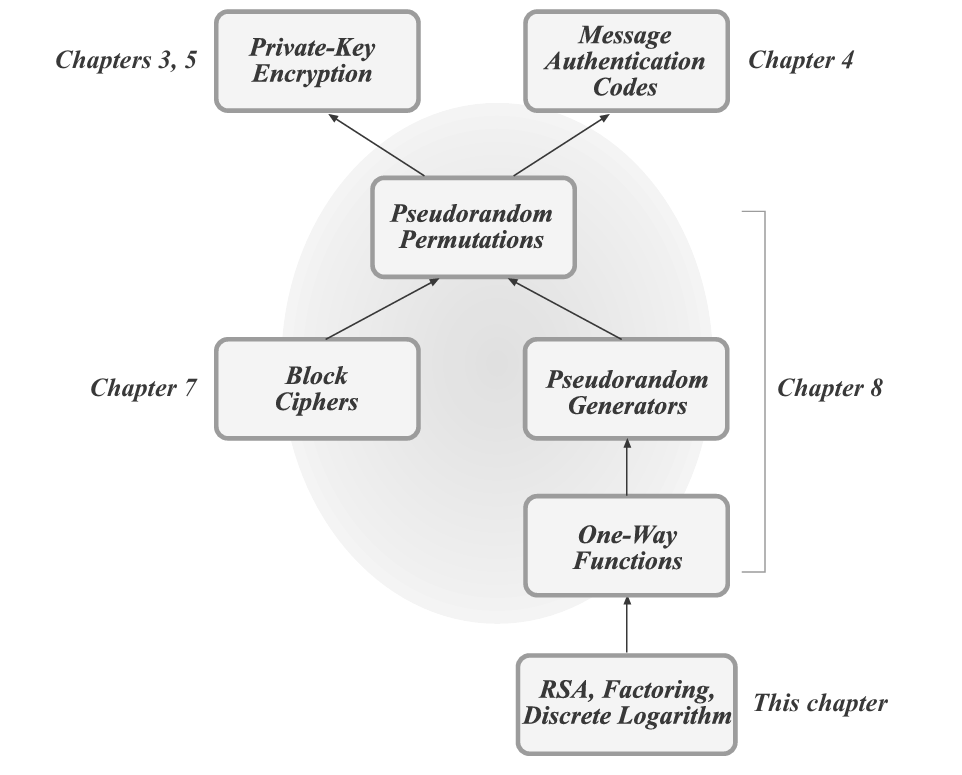 Chapters 3, 5
Private-Key
Encryption
Message
Authentication
Codes
Chapter 4
Pseudorandom
Permutations
Chapter 7
Block
Ciphers
Pseudorandom
Generators
Chapter 8
One-Way
Functions
RSA, Factoring,
Discrete Logarithm
This chapter